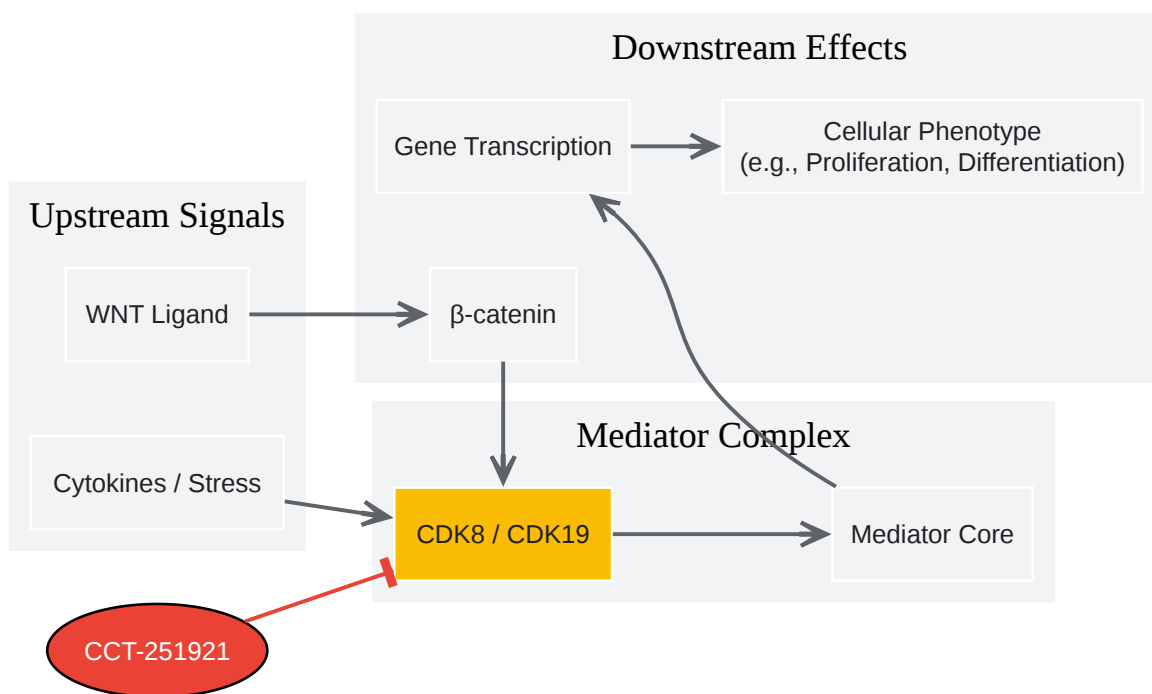 Downstream Effects
Gene Transcription
Cellular Phenotype
(e.g., Proliferation, Differentiation)
Upstream Signals
WNT Ligand
β-catenin
Mediator Complex
Cytokines / Stress
CDK8 / CDK19
Mediator Core
CCT-251921